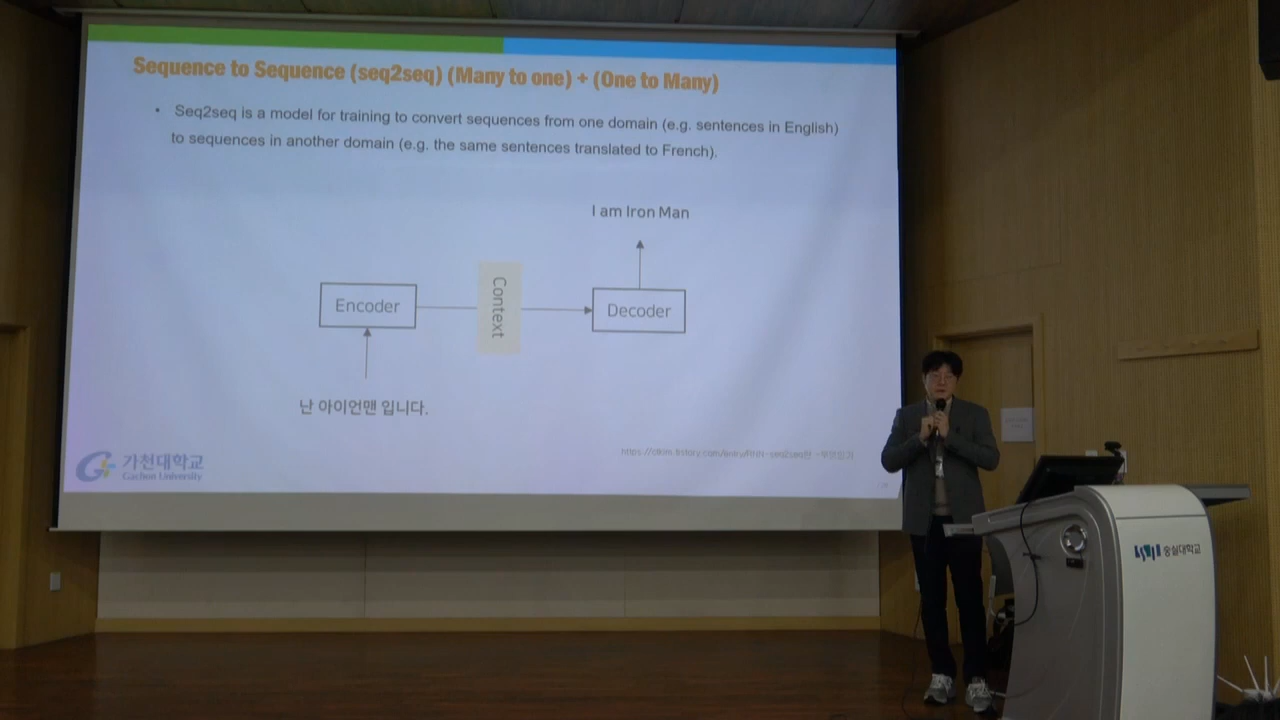 Sequence to Sequence (seq2seq) (Many to one) + (One to Many)
• Seq2seq is a model for training to convert sequences from one domain (e.g. sentences in English)
to sequences in another domain (e.g. the same sentences translated to French).
I am Iron Man
Encoder
Context
Decoder
난 아이언맨 입니다.
가천대학교
Gachon University
숭실대학교